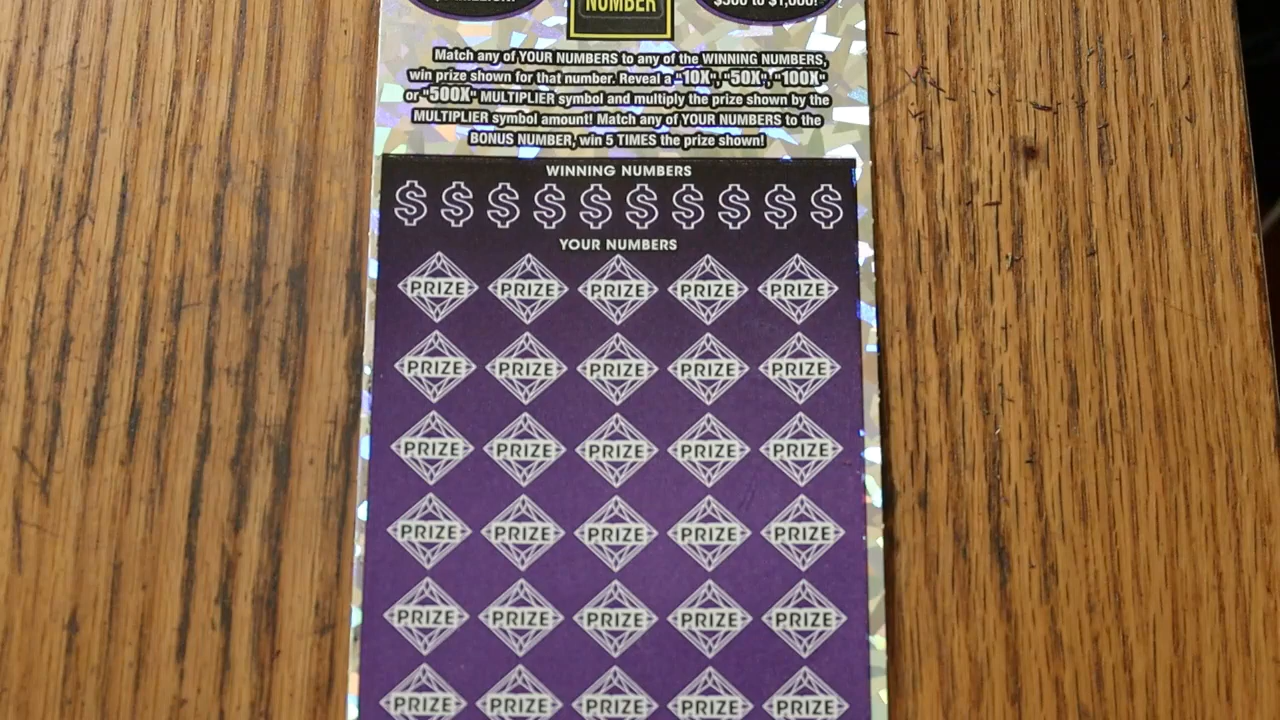 $500 to $1,000!
NUMBER
Match any of YOUR NUMBERS to any of the WINNING NUMBERS,
win prize shown for that number. Reveal a "10X", "50X", "100X"
or "500X" MULTIPLIER symbol and multiply the prize shown by the
MULTIPLIER symbol amount! Match any of YOUR NUMBERS to the
BONUS NUMBER, win 5 TIMES the prize shown!
WINNING NUMBERS
$ $ $ $ $ $ $ $ $ $
YOUR NUMBERS
PRIZE PRIZE PRIZE PRIZE PRIZE
PRIZE PRIZE PRIZE PRIZE PRIZE
PRIZE PRIZE PRIZE PRIZE PRIZE
PRIZE PRIZE PRIZE PRIZE PRIZE
PRIZE PRIZE PRIZE PRIZE PRIZE
PRIZE PRIZE PRIZE PRIZE PRIZE